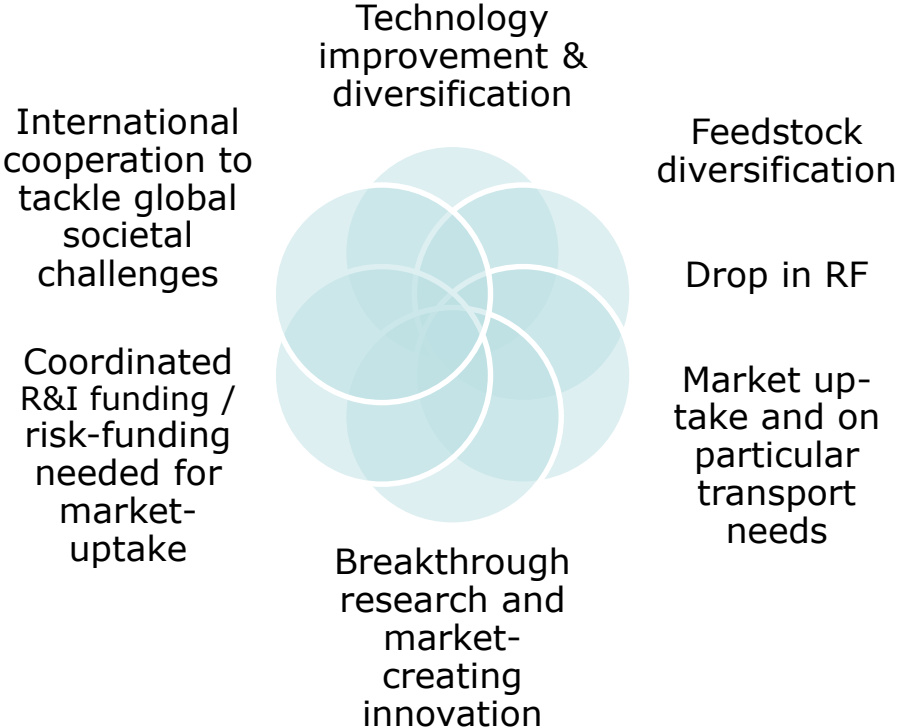 Technology
improvement &
diversification
Feedstock
diversification
Drop in RF
Market up-
take and on
particular
transport
needs
Breakthrough
research and
market-
creating
innovation
Coordinated
R&I funding /
risk-funding
needed for
market-
uptake
International
cooperation to
tackle global
societal
challenges